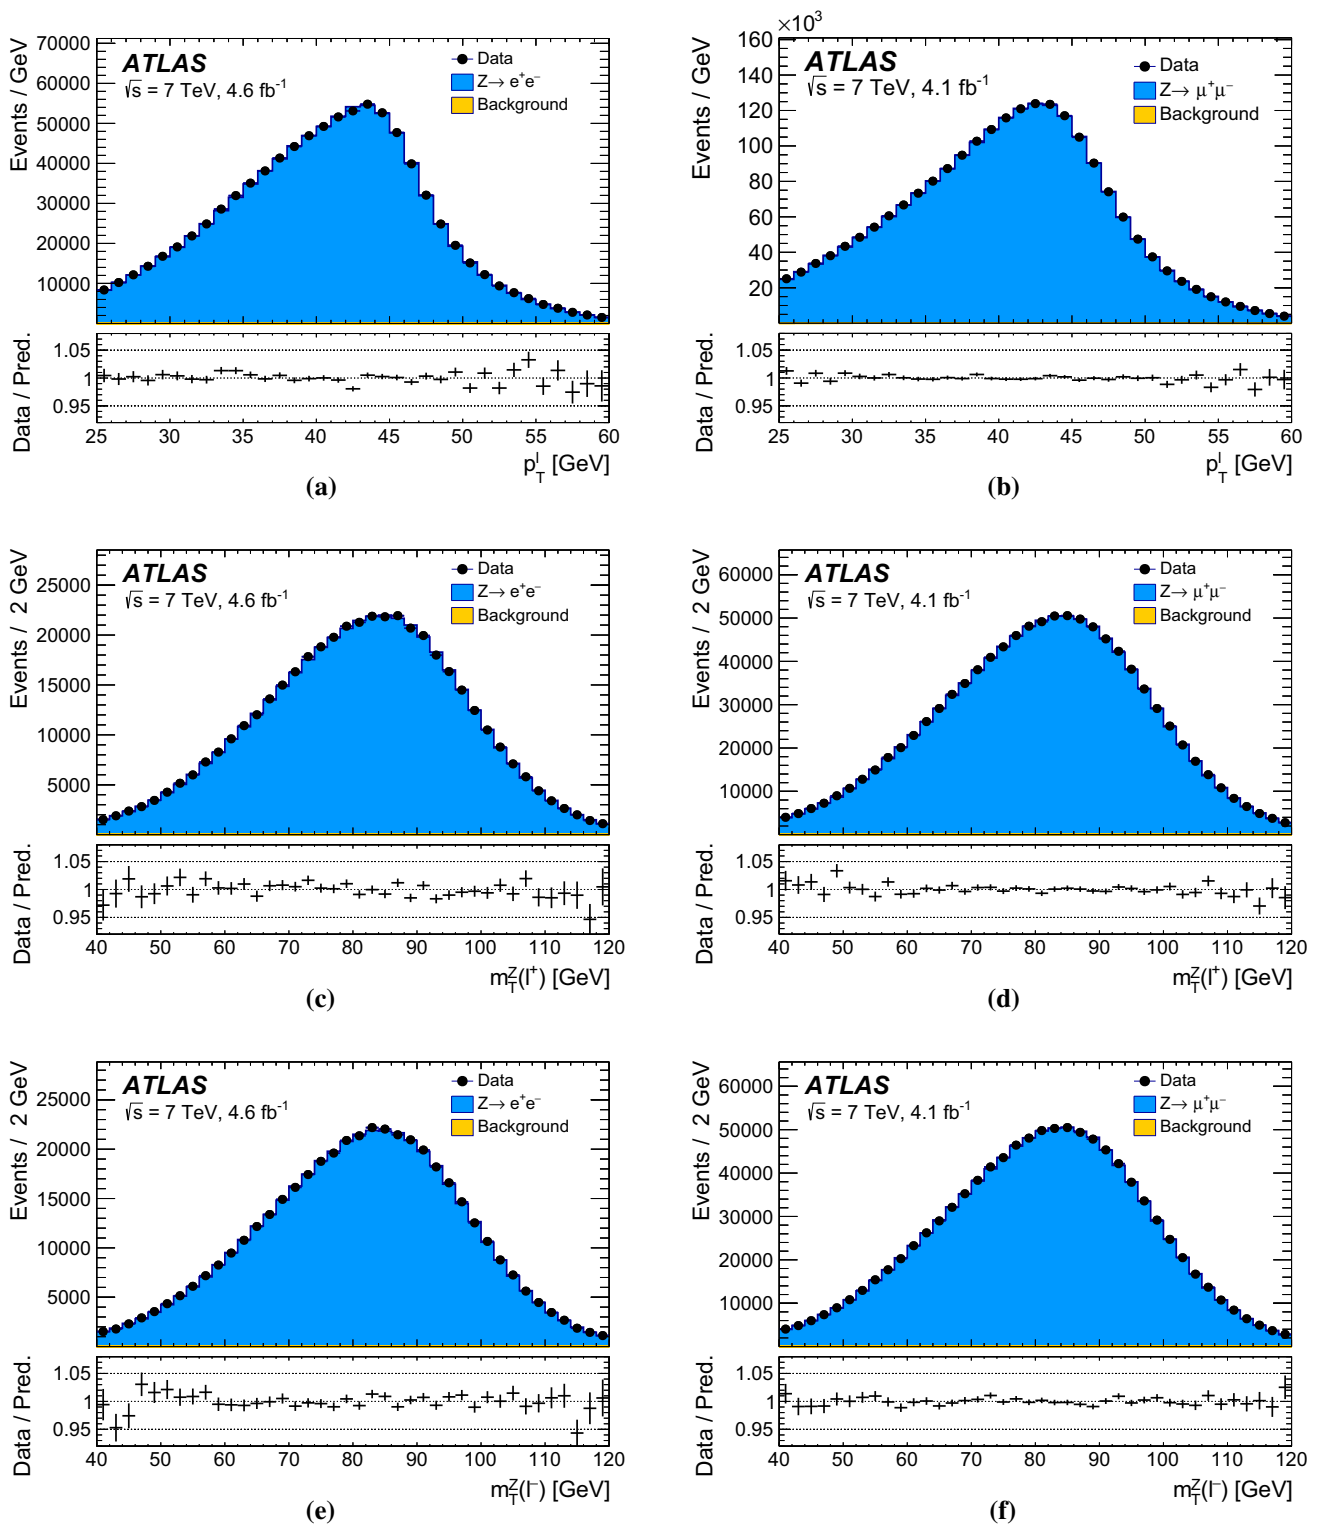 Events / GeV
70000
60000
50000
40000
30000
20000
10000
ATLAS
√s = 7 TeV, 4.6 fb⁻¹
Data
Z→ e⁺e⁻
Background
Data / Pred.
1.05
1
0.95
25 30 35 40 45 50 55 60
p_T^l [GeV]
(a)
×10³
Events / GeV
160
140
120
100
80
60
40
20
ATLAS
√s = 7 TeV, 4.1 fb⁻¹
Data
Z→ μ⁺μ⁻
Background
Data / Pred.
1.05
1
0.95
25 30 35 40 45 50 55 60
p_T^l [GeV]
(b)
Events / 2 GeV
25000
20000
15000
10000
5000
ATLAS
√s = 7 TeV, 4.6 fb⁻¹
Data
Z→ e⁺e⁻
Background
Data / Pred.
1.05
1
0.95
40 50 60 70 80 90 100 110 120
m_T^Z(l⁺) [GeV]
(c)
Events / 2 GeV
60000
50000
40000
30000
20000
10000
ATLAS
√s = 7 TeV, 4.1 fb⁻¹
Data
Z→ μ⁺μ⁻
Background
Data / Pred.
1.05
1
0.95
40 50 60 70 80 90 100 110 120
m_T^Z(l⁺) [GeV]
(d)
Events / 2 GeV
25000
20000
15000
10000
5000
ATLAS
√s = 7 TeV, 4.6 fb⁻¹
Data
Z→ e⁺e⁻
Background
Data / Pred.
1.05
1
0.95
40 50 60 70 80 90 100 110 120
m_T^Z(l⁻) [GeV]
(e)
Events / 2 GeV
60000
50000
40000
30000
20000
10000
ATLAS
√s = 7 TeV, 4.1 fb⁻¹
Data
Z→ μ⁺μ⁻
Background
Data / Pred.
1.05
1
0.95
40 50 60 70 80 90 100 110 120
m_T^Z(l⁻) [GeV]
(f)